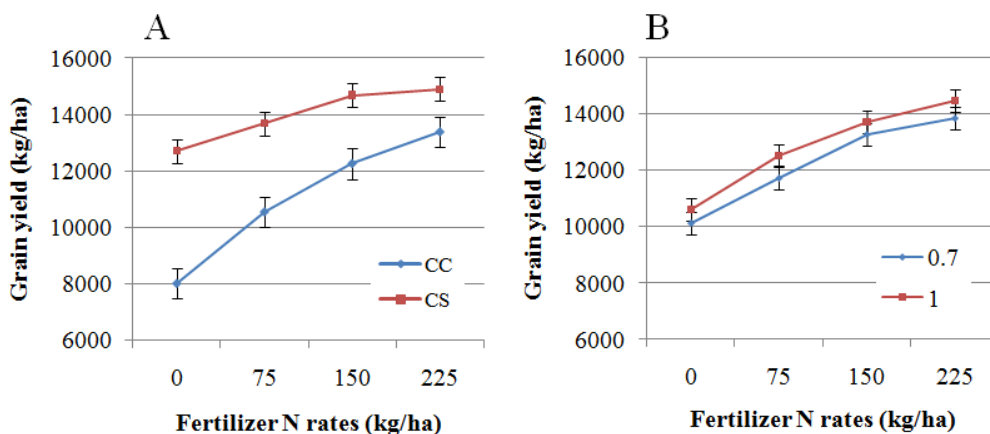 A
16000
14000
12000
10000
8000
6000
Grain yield (kg/ha)
CC
CS
0 75 150 225
Fertilizer N rates (kg/ha)
B
16000
14000
12000
10000
8000
6000
Grain yield (kg/ha)
0.7
1
0 75 150 225
Fertilizer N rates (kg/ha)